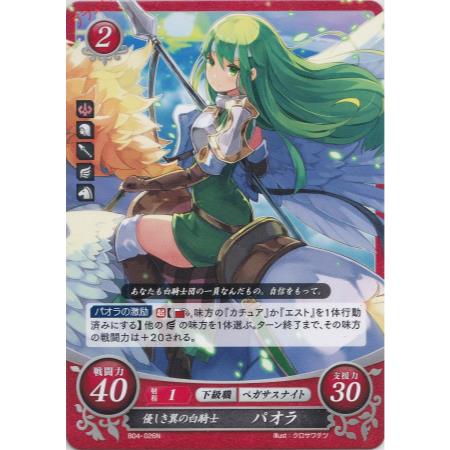 2
あなたも白騎士団の一員なんだもの。自信をもって。
パオラの激励 起【味方の『カチュア』か『エスト』を1体行動
済みにする】他の の味方を1体選ぶ。ターン終了まで、その味方
の戦闘力は+20される。
戦闘力
40
射程 1
下級職
ペガサスナイト
支援力
30
優しき翼の白騎士 パオラ
B04-026N
Illust：クロサワテツ